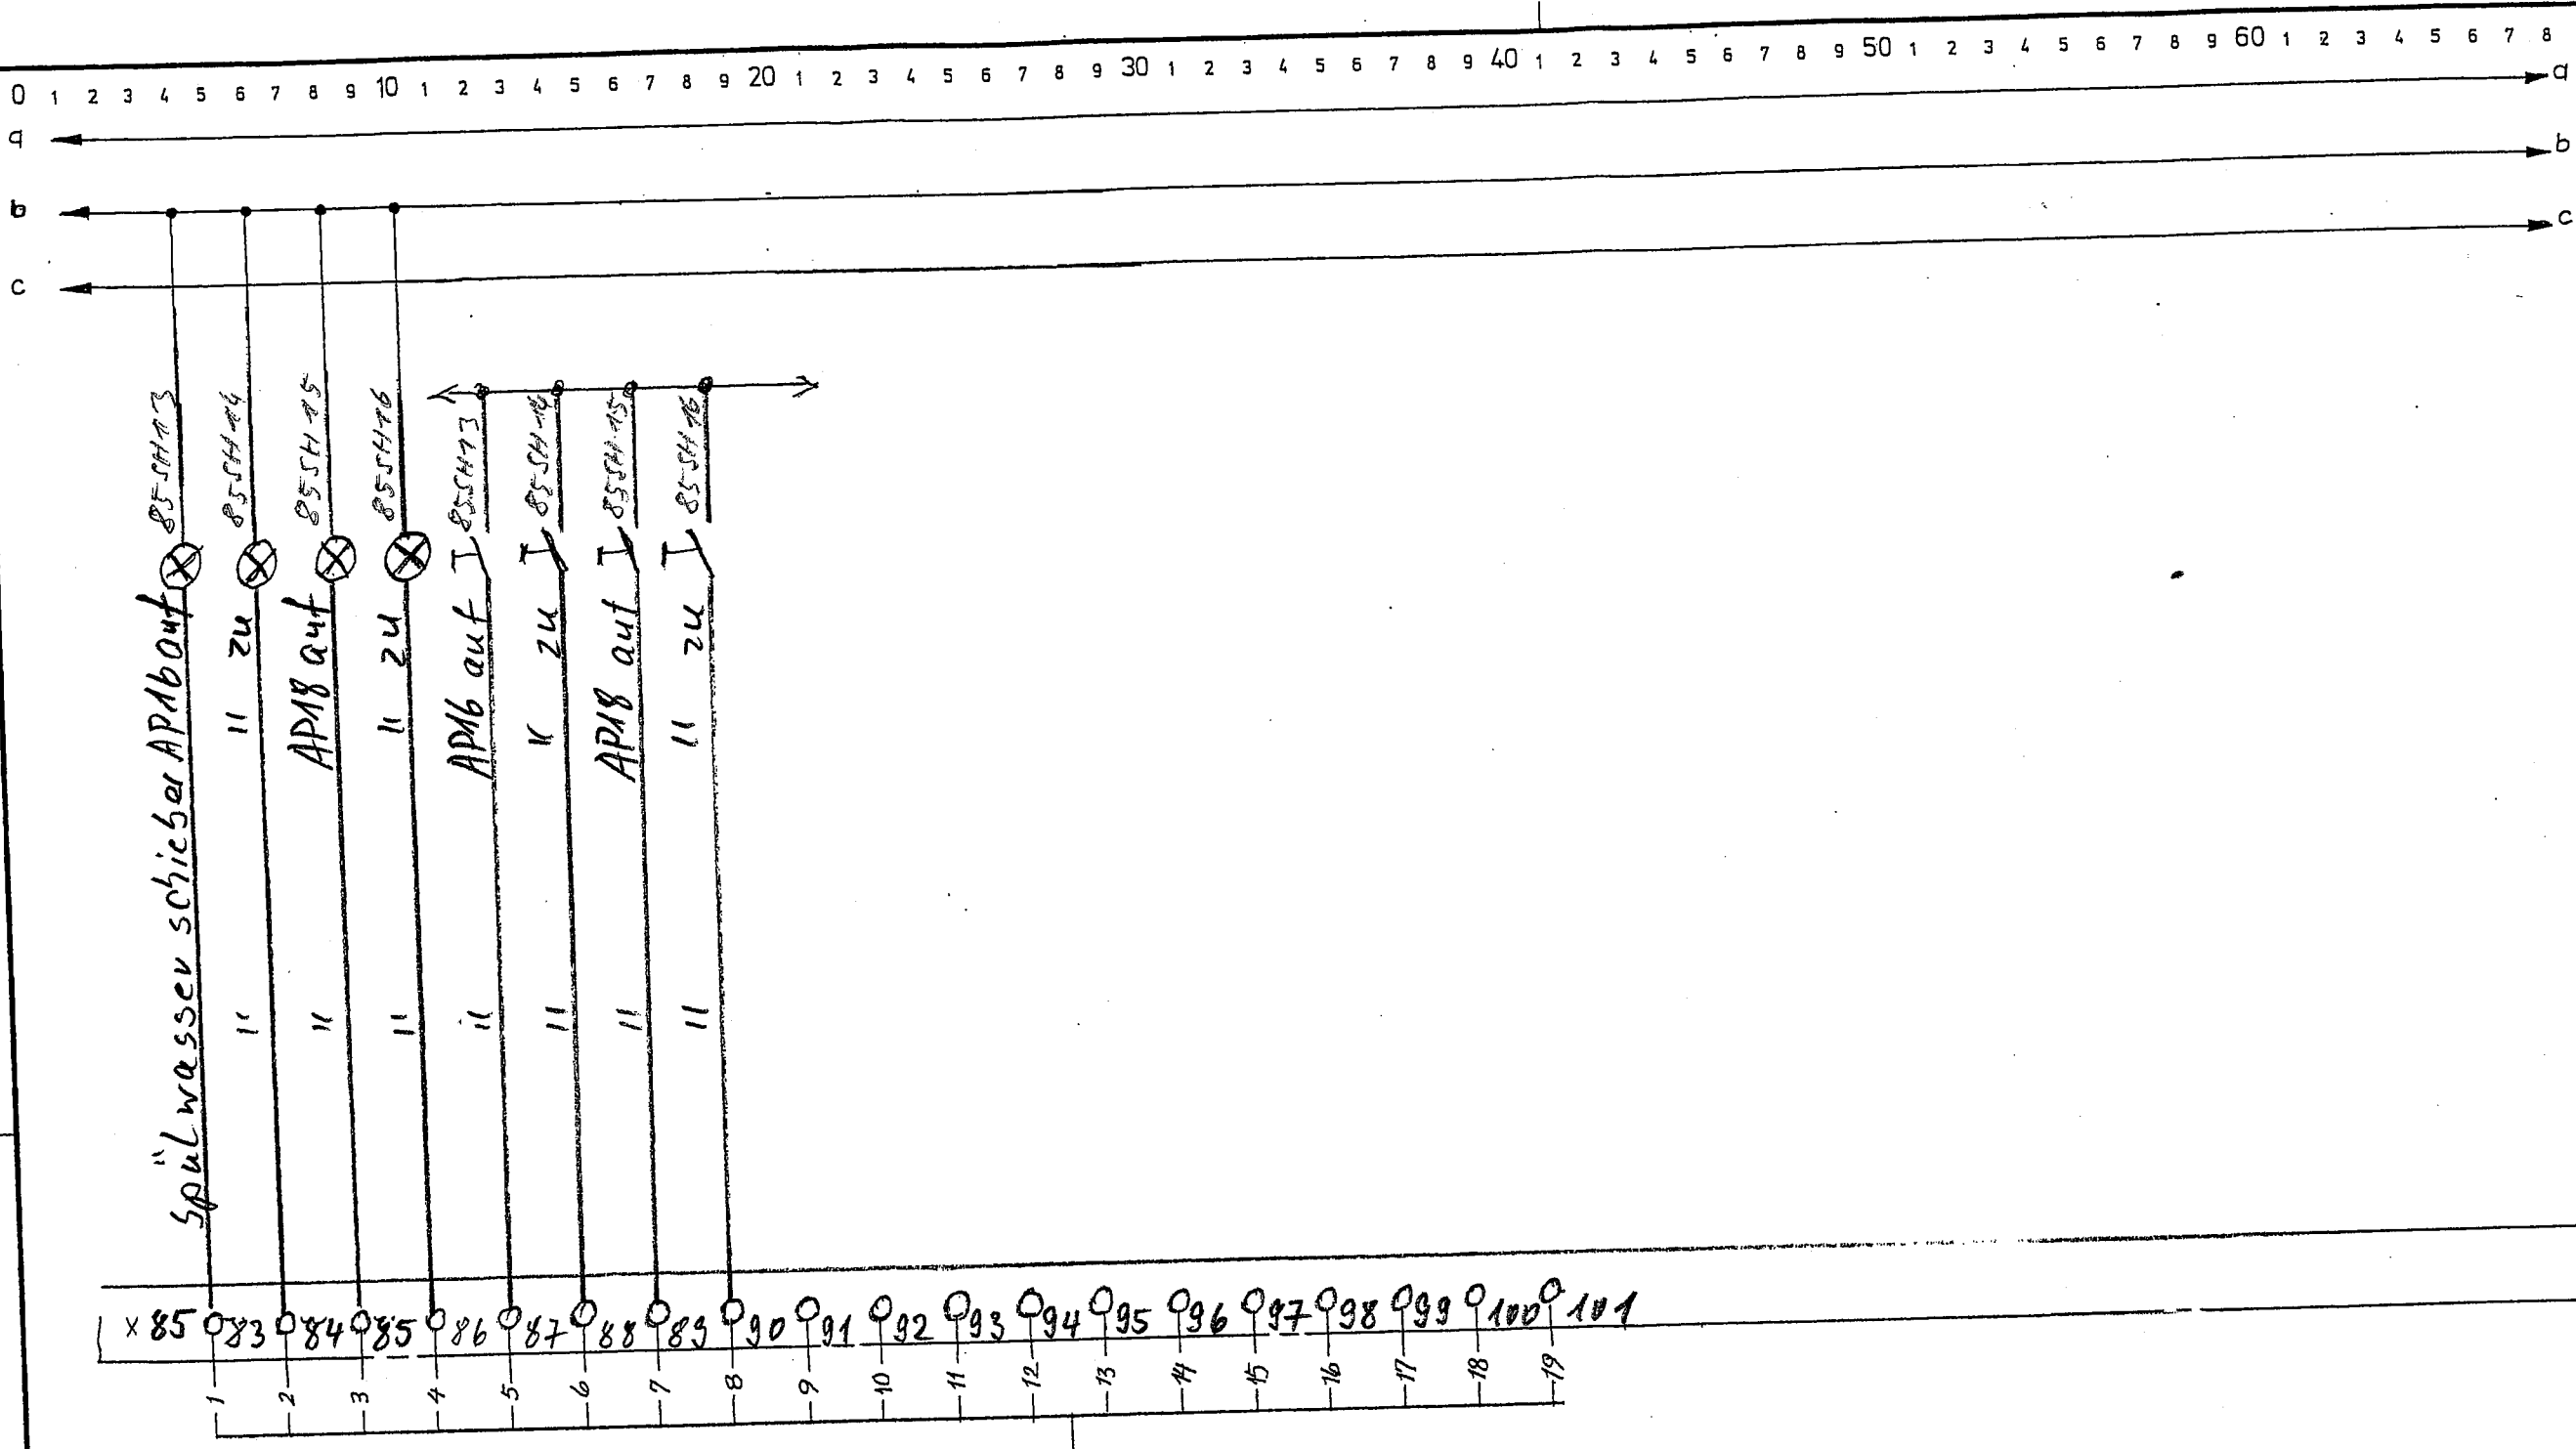 0 1 2 3 4 5 6 7 8 9 10 1 2 3 4 5 6 7 8 9 20 1 2 3 4 5 6 7 8 9 30 1 2 3 4 5 6 7 8 9 40 1 2 3 4 5 6 7 8 9 50 1 2 3 4 5 6 7 8 9 60 1 2 3 4 5 6 7 8
a a
b b
c c
85SH13
85SH14
85SH15
85SH16
85SH13
85SH14
85SH15
85SH16
Spülwasser schieber AP16 auf
" " zu
" AP18 auf
" " zu
" AP16 auf
" " zu
" AP18 auf
" " zu
x85 83 84 85 86 87 88 89 90 91 92 93 94 95 96 97 98 99 100 101
1 2 3 4 5 6 7 8 9 10 11 12 13 14 15 16 17 18 19